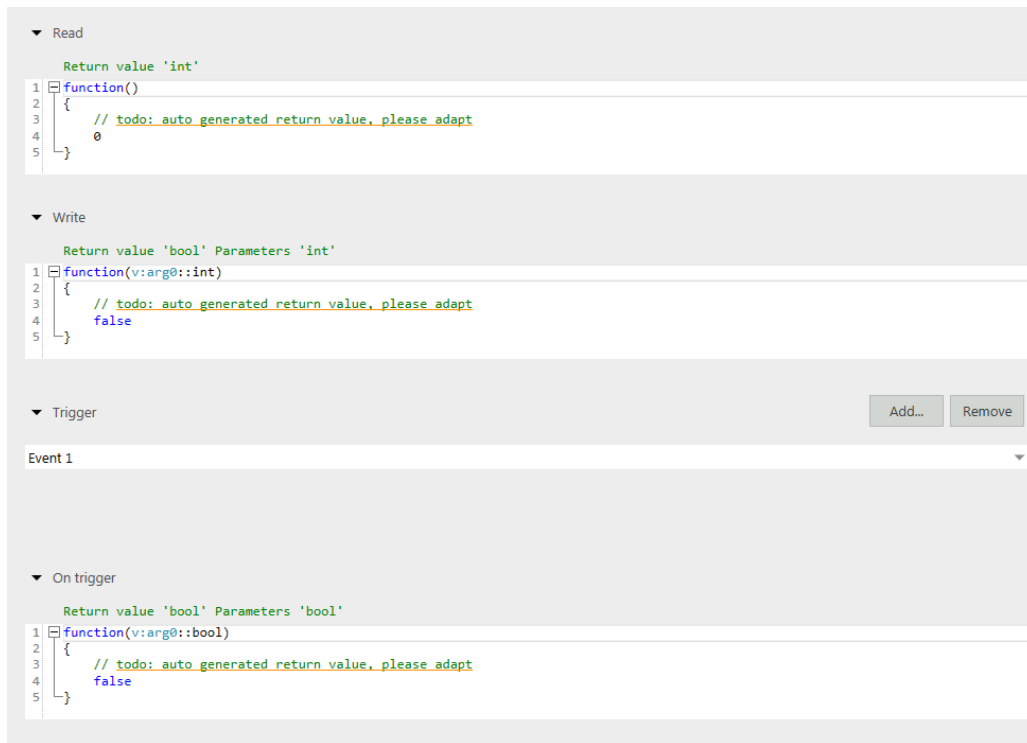 Read
Return value 'int'
1 function()
2 {
3 // todo: auto generated return value, please adapt
4 0
5 }
Write
Return value 'bool' Parameters 'int'
1 function(v:arg0::int)
2 {
3 // todo: auto generated return value, please adapt
4 false
5 }
Trigger Add... Remove
Event 1
On trigger
Return value 'bool' Parameters 'bool'
1 function(v:arg0::bool)
2 {
3 // todo: auto generated return value, please adapt
4 false
5 }